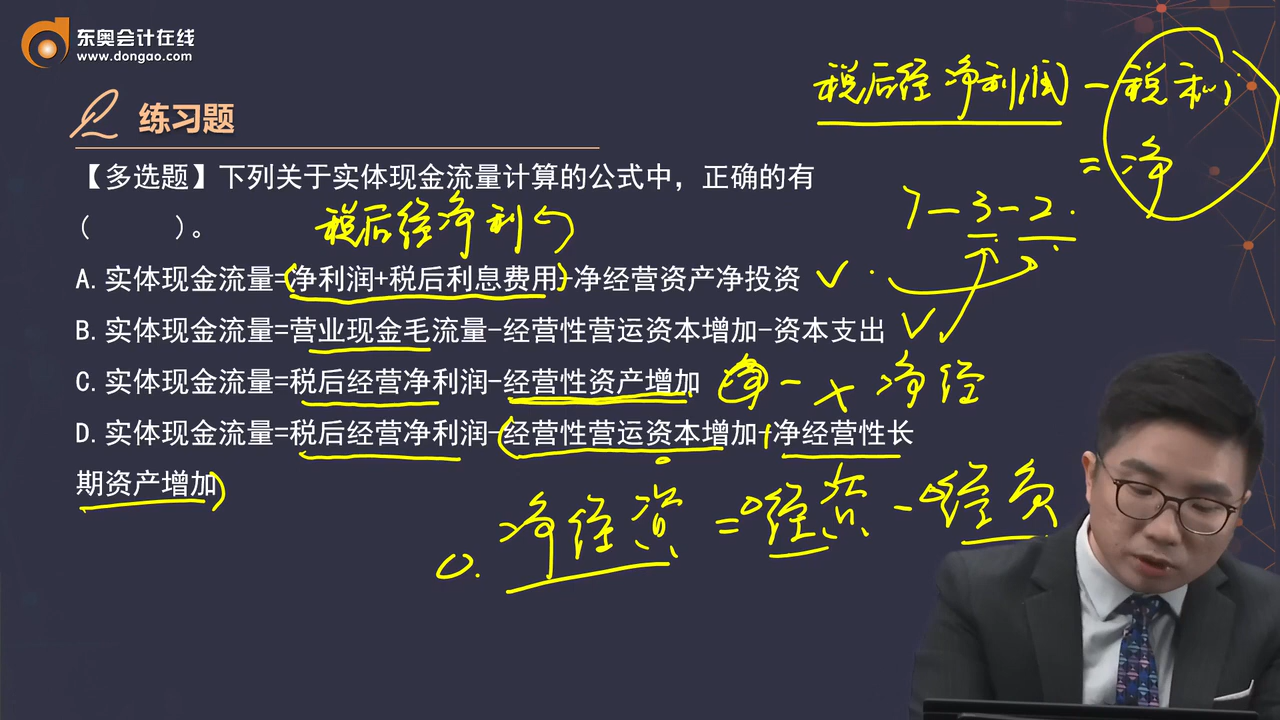 东奥会计在线
www.dongao.com
税后经净利润-税利
=净
练习题
【多选题】下列关于实体现金流量计算的公式中，正确的有
(　　)。
税后经净利
7-3-2
A.实体现金流量=(净利润+税后利息费用)-净经营资产净投资
B.实体现金流量=营业现金毛流量-经营性营运资本增加-资本支出
C.实体现金流量=税后经营净利润-经营性资产增加
净经
D.实体现金流量=税后经营净利润-(经营性营运资本增加+净经营性长
期资产增加)
净经资=经资-经负